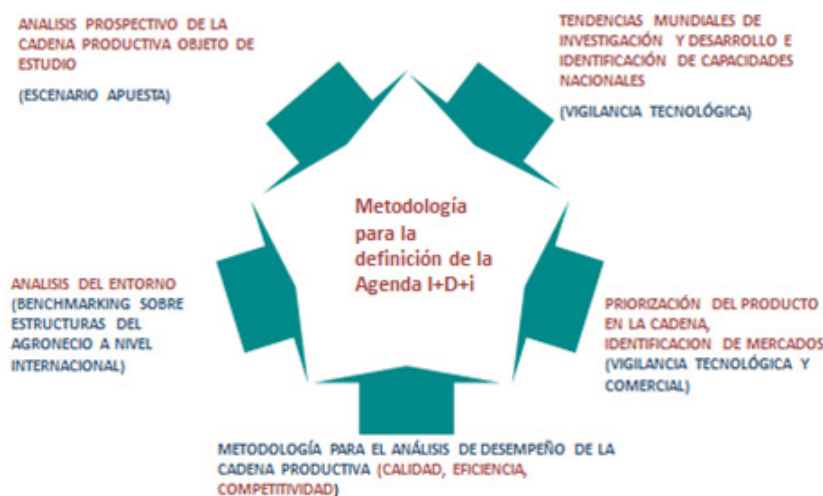 ANALISIS PROSPECTIVO DE LA
CADENA PRODUCTIVA OBJETO DE
ESTUDIO
(ESCENARIO APUESTA)
TENDENCIAS MUNDIALES DE
INVESTIGACIÓN Y DESARROLLO E
IDENTIFICACIÓN DE CAPACIDADES
NACIONALES
(VIGILANCIA TECNOLÓGICA)
Metodología
para la
definición de la
Agenda I+D+i
ANALISIS DEL ENTORNO
(BENCHMARKING SOBRE
ESTRUCTURAS DEL
AGRONECIO A NIVEL
INTERNACIONAL)
PRIORIZACIÓN DEL PRODUCTO
EN LA CADENA,
IDENTIFICACION DE MERCADOS
(VIGILANCIA TECNOLÓGICA Y
COMERCIAL)
METODOLOGÍA PARA EL ANÁLISIS DE DESEMPEÑO DE LA
CADENA PRODUCTIVA (CALIDAD, EFICIENCIA,
COMPETITIVIDAD)